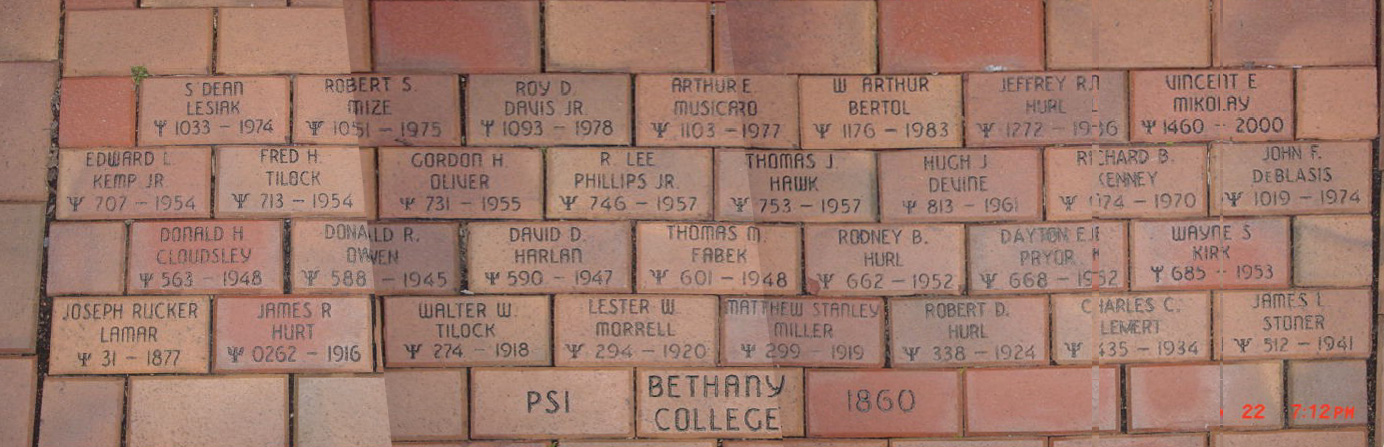 S DEAN
LESIAK
Ψ 1033 – 1974
ROBERT S.
MIZE
Ψ 1051 – 1975
ROY D.
DAVIS JR
Ψ 1093 – 1978
ARTHUR E
MUSICARO
Ψ 1103 – 1977
W ARTHUR
BERTOL
Ψ 1176 – 1983
JEFFREY R.
HURL
Ψ 1272 –
VINCENT E
MIKOLAY
Ψ 1460 – 2000
EDWARD L
KEMP JR.
Ψ 707 – 1954
FRED H.
TILOCK
Ψ 713 – 1954
GORDON H
OLIVER
Ψ 731 – 1955
R. LEE
PHILLIPS JR.
Ψ 746 – 1957
THOMAS J.
HAWK
Ψ 753 – 1957
HUGH J
DEVINE
Ψ 813 – 1961
RICHARD B.
KENNEY
Ψ – 1970
JOHN F.
DEBLASIS
Ψ 1019 – 1974
DONALD H
CLOUDSLEY
Ψ 563 – 1948
DONALD R.
OWEN
Ψ 588 – 1945
DAVID D.
HARLAN
Ψ 590 – 1947
THOMAS M.
FABEK
Ψ 601 – 1948
RODNEY B.
HURL
Ψ 662 – 1952
DAYTON E.
PRYOR
Ψ 668 – 1952
WAYNE S
KIRK
Ψ 685 – 1953
JOSEPH RUCKER
LAMAR
Ψ 31 – 1877
JAMES R
HURT
Ψ 0262 – 1916
WALTER W.
TILOCK
Ψ 274 – 1918
LESTER W.
MORRELL
Ψ 294 – 1920
MATTHEW STANLEY
MILLER
Ψ 299 – 1919
ROBERT D.
HURL
Ψ 338 – 1924
CHARLES C.
LEMERT
Ψ 435 – 1934
JAMES L
STONER
Ψ 512 – 1941
PSI
BETHANY
COLLEGE
1860
22 7:12PM